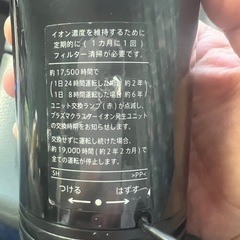 イオン濃度を維持するために
定期的に(1カ月に1回)
フィルター清掃が必要です。
約17,500時間で
1日24時間運転した時 約2年
1日 8時間運転した場合 約6年
ユニット交換ランプ(赤)が点滅し、
プラズマクラスターイオン発生ユニット
の交換時期をお知らせします。
交換せずに運転し続けた場合、
約19,000時間(約2年2カ月)で
全ての運転が停止します。
SH >PP<
つける はずす